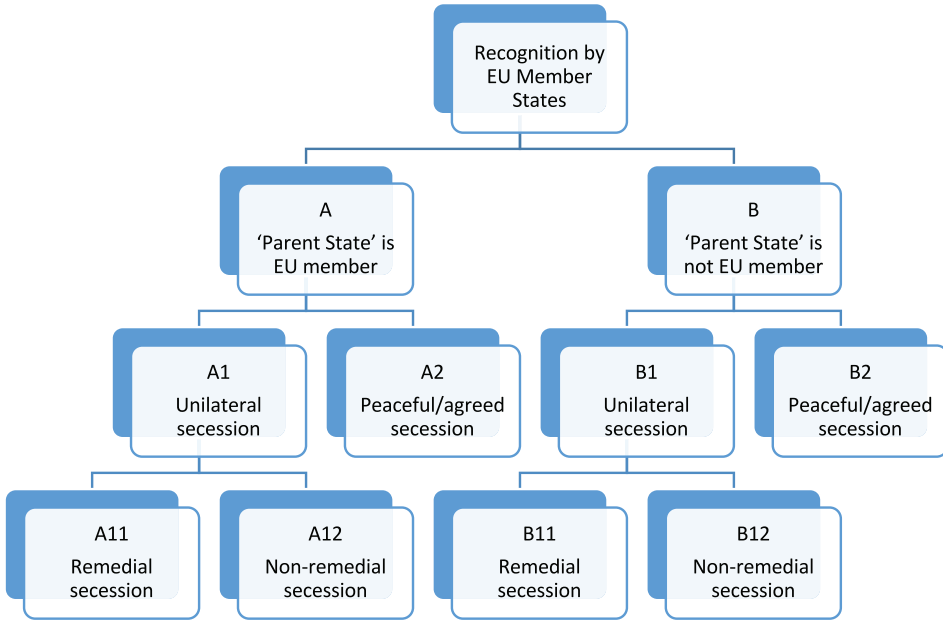 Recognition by
EU Member
States
A
‘Parent State’ is
EU member
B
‘Parent State’ is
not EU member
A1
Unilateral
secession
A2
Peaceful/agreed
secession
B1
Unilateral
secession
B2
Peaceful/agreed
secession
A11
Remedial
secession
A12
Non-remedial
secession
B11
Remedial
secession
B12
Non-remedial
secession